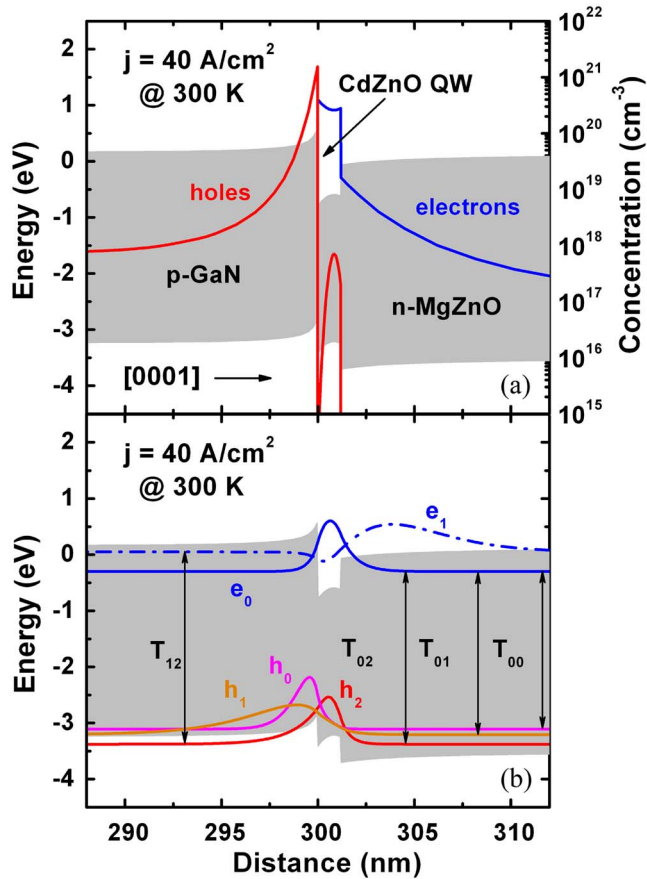 j = 40 A/cm²
@ 300 K
CdZnO QW
holes
electrons
p-GaN
n-MgZnO
[0001]
(a)
Energy (eV)
2
1
0
-1
-2
-3
-4
Concentration (cm⁻³)
10²²
10²¹
10²⁰
10¹⁹
10¹⁸
10¹⁷
10¹⁶
10¹⁵
j = 40 A/cm²
@ 300 K
e₁
e₀
T₁₂
h₀
T₀₂
T₀₁
T₀₀
h₁
h₂
(b)
Energy (eV)
2
1
0
-1
-2
-3
-4
290 295 300 305 310
Distance (nm)